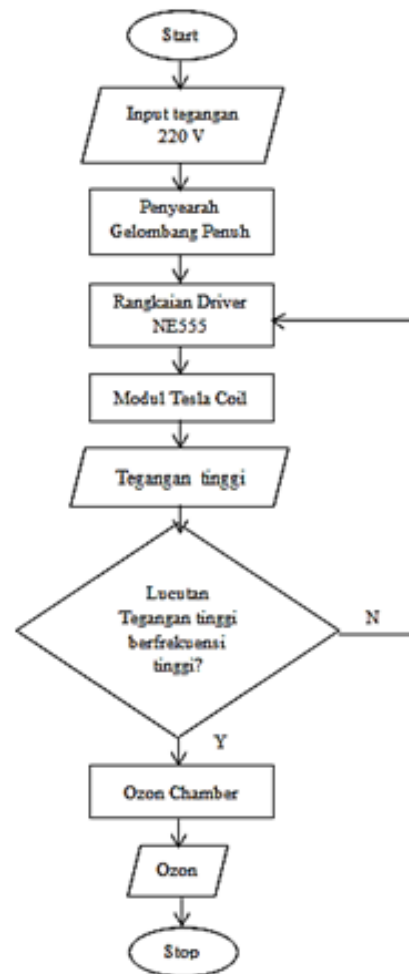 Start
Input tegangan
220 V
Penyearah
Gelombang Penuh
Rangkaian Driver
NE555
Modul Tesla Coil
Tegangan tinggi
Lucutan
Tegangan tinggi
berfrekuensi
tinggi?
N
Y
Ozon Chamber
Ozon
Stop